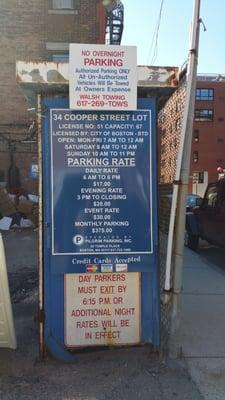 NO OVERNIGHT
PARKING
Authorized Parking ONLY
All Un-Authorized
Vehicles Will Be Towed
At Owners Expense
WALSH TOWING
617-269-TOWS
34 COOPER STREET LOT
LICENSE NO: 51 CAPACITY: 67
LICENSED BY: CITY OF BOSTON - BTD
OPEN: MON-FRI 7AM TO 12 AM
SATURDAY 8 AM TO 12 AM
SUNDAY 10 AM TO 11 PM
PARKING RATE
DAILY RATE
6 AM TO 6 PM
$17.00
EVENING RATE
3 PM TO CLOSING
$20.00
EVENT RATE
$30.00
MONTHLY PARKING
$375.00
P OPERATED BY
PILGRIM PARKING, INC
Credit Cards Accepted
DAY PARKERS
MUST EXIT BY
6:15 P.M. OR
ADDITIONAL NIGHT
RATES WILL BE
IN EFFECT